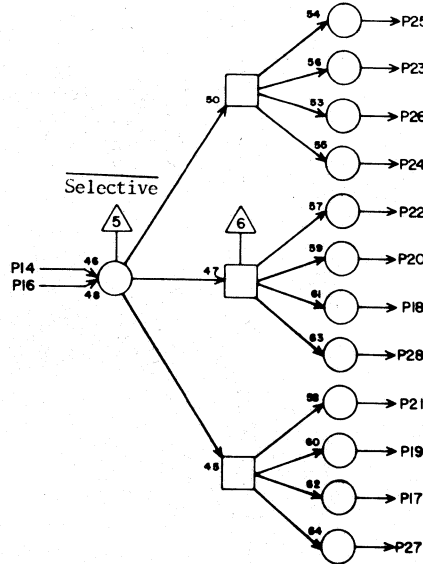 54 P25
56 P23
50 53 P26
55 P24
Selective
5 6 57 P22
46 59 P20
P14 47
P16 61 P18
48
63 P28
58 P21
60 P19
45 62 P17
64 P27